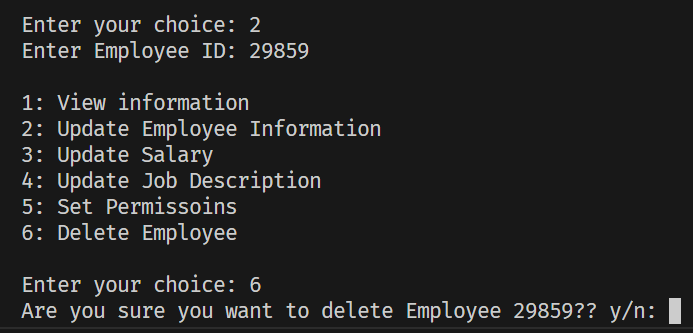 Enter your choice: 2
Enter Employee ID: 29859
1: View information
2: Update Employee Information
3: Update Salary
4: Update Job Description
5: Set Permissoins
6: Delete Employee
Enter your choice: 6
Are you sure you want to delete Employee 29859?? y/n: